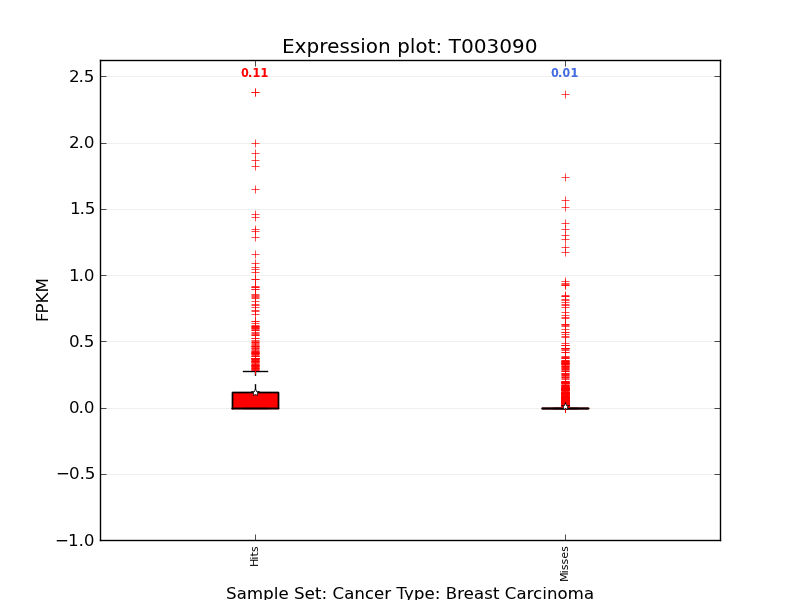 Expression plot: T003090
0.11
0.01
2.5
2.0
1.5
1.0
0.5
0.0
−0.5
−1.0
FPKM
Hits
Misses
Sample Set: Cancer Type: Breast Carcinoma